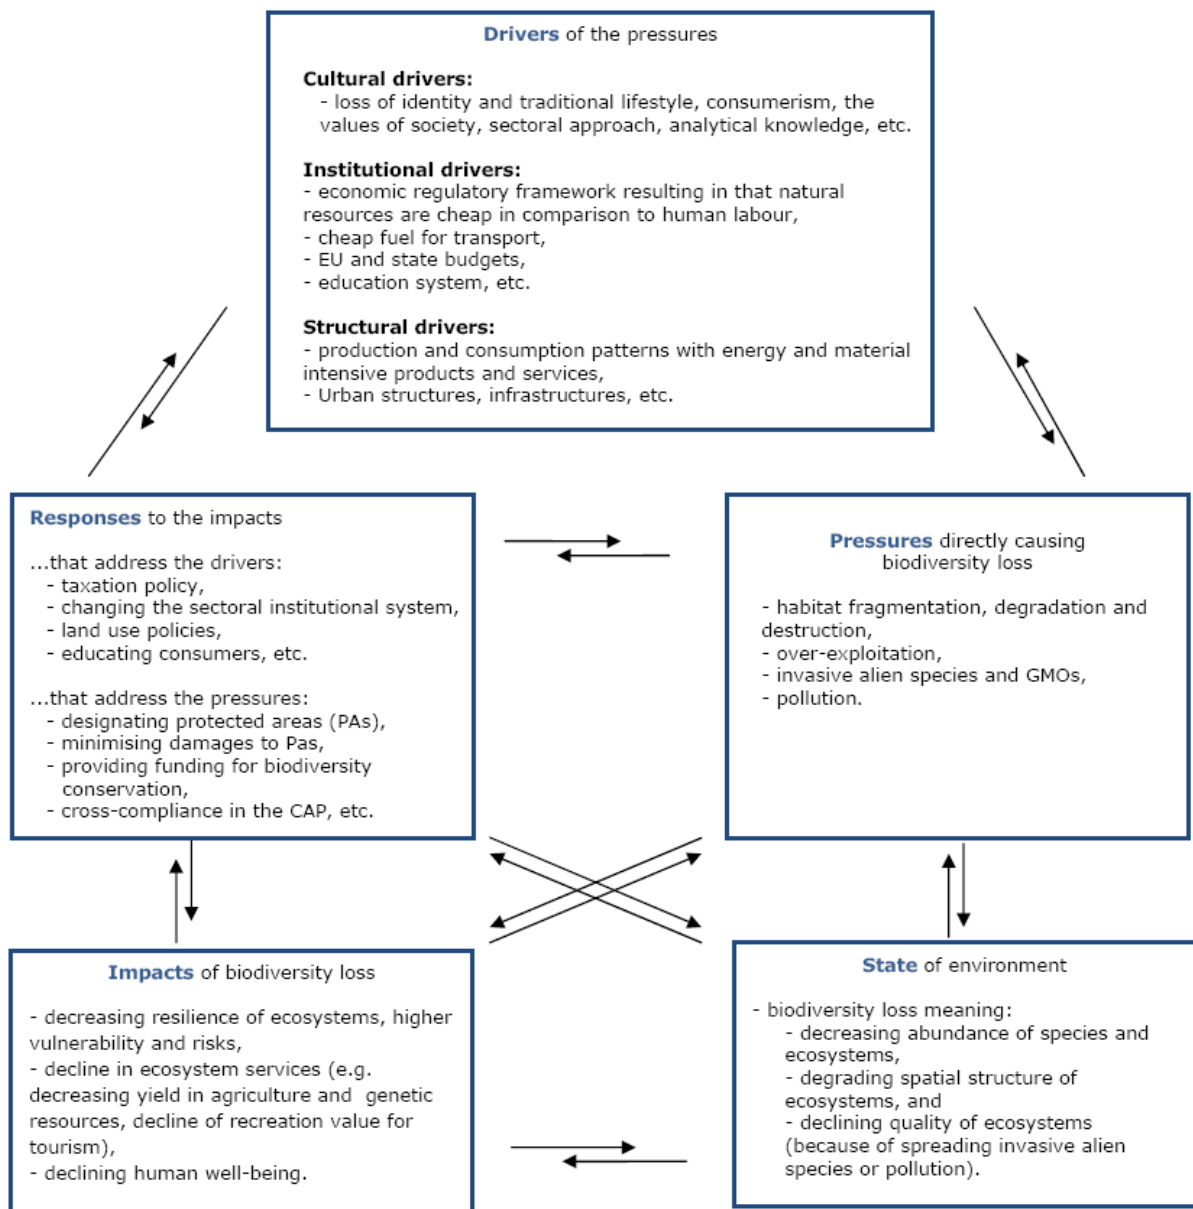 Drivers of the pressures
Cultural drivers:
- loss of identity and traditional lifestyle, consumerism, the
values of society, sectoral approach, analytical knowledge, etc.
Institutional drivers:
- economic regulatory framework resulting in that natural
resources are cheap in comparison to human labour,
- cheap fuel for transport,
- EU and state budgets,
- education system, etc.
Structural drivers:
- production and consumption patterns with energy and material
intensive products and services,
- Urban structures, infrastructures, etc.
Responses to the impacts
...that address the drivers:
- taxation policy,
- changing the sectoral institutional system,
- land use policies,
- educating consumers, etc.
...that address the pressures:
- designating protected areas (PAs),
- minimising damages to Pas,
- providing funding for biodiversity
conservation,
- cross-compliance in the CAP, etc.
Pressures directly causing
biodiversity loss
- habitat fragmentation, degradation and
destruction,
- over-exploitation,
- invasive alien species and GMOs,
- pollution.
Impacts of biodiversity loss
- decreasing resilience of ecosystems, higher
vulnerability and risks,
- decline in ecosystem services (e.g.
decreasing yield in agriculture and genetic
resources, decline of recreation value for
tourism),
- declining human well-being.
State of environment
- biodiversity loss meaning:
- decreasing abundance of species and
ecosystems,
- degrading spatial structure of
ecosystems, and
- declining quality of ecosystems
(because of spreading invasive alien
species or pollution).